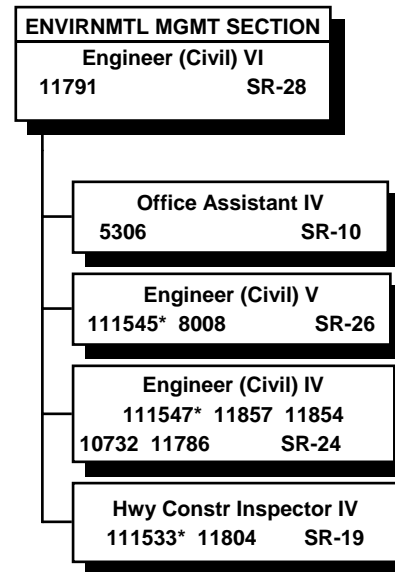 ENVIRNMTL MGMT SECTION
Engineer (Civil) VI
11791 SR-28
Office Assistant IV
5306 SR-10
Engineer (Civil) V
111545* 8008 SR-26
Engineer (Civil) IV
111547* 11857 11854
10732 11786 SR-24
Hwy Constr Inspector IV
111533* 11804 SR-19